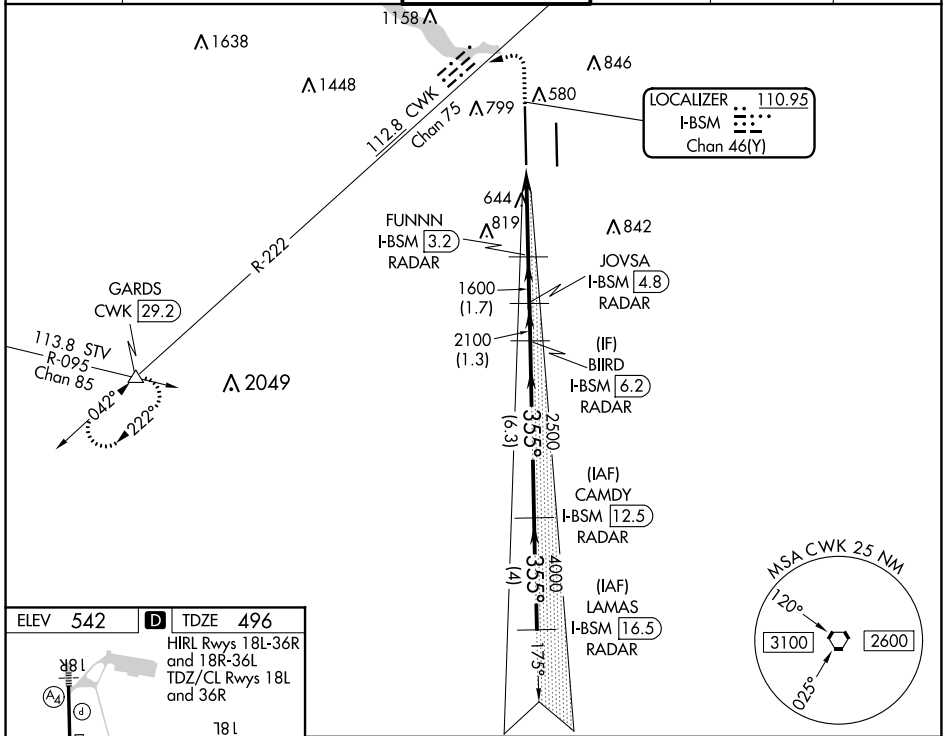 1158
1638
1448
846
580
799
112.8 CWK
Chan 75
LOCALIZER 110.95
I-BSM
Chan 46(Y)
644
819
842
FUNNN
I-BSM 3.2
RADAR
JOVSA
I-BSM 4.8
RADAR
R-222
1600
(1.7)
GARDS
CWK 29.2
2100
(1.3)
(IF)
BIIRD
I-BSM 6.2
RADAR
113.8 STV
R-095
Chan 85
2049
042°
222°
355°
2500
(6.3)
(IAF)
CAMDY
I-BSM 12.5
RADAR
355°
4000
(4)
(IAF)
LAMAS
I-BSM 16.5
RADAR
175°
MSA CWK 25 NM
120°
3100
2600
025°
ELEV 542 D TDZE 496
HIRL Rwys 18L-36R
and 18R-36L
TDZ/CL Rwys 18L
and 36R
18R
A4
P
18L